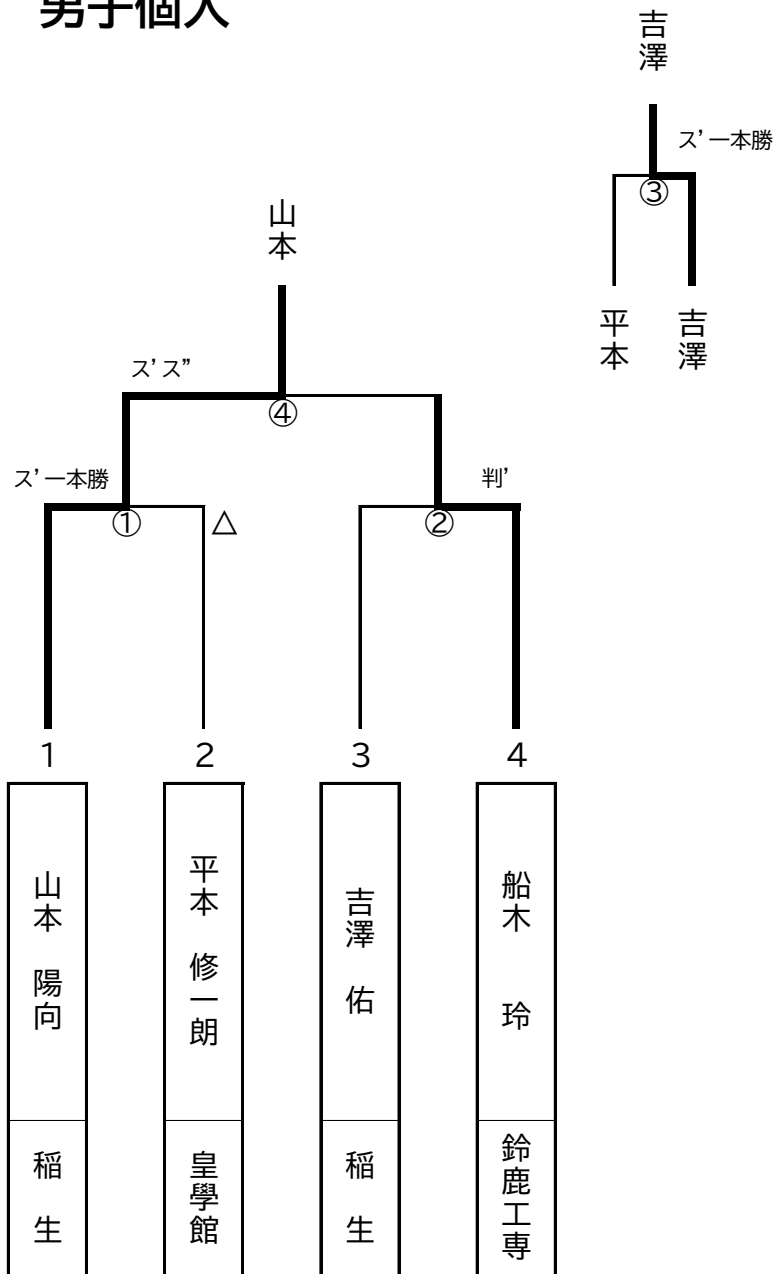 男子個人
吉澤
ス’一本勝
③
平本
吉澤
山本
ス’ス”
④
ス’一本勝
判’
①
△
②
1
2
3
4
山本 陽向
平本 修一朗
吉澤 佑
船木 玲
稲生
皇學館
稲生
鈴鹿工専